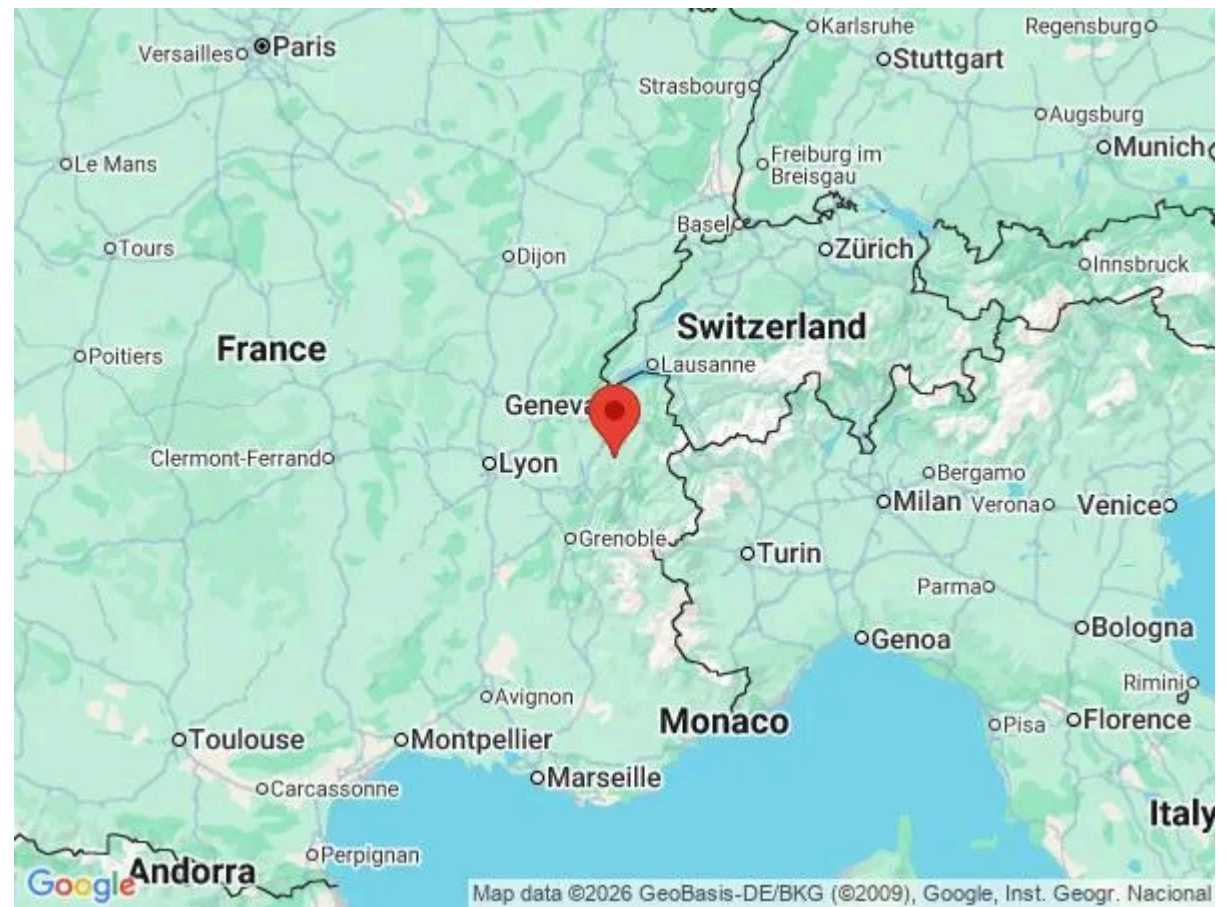 Karlsruhe
Regensburg
Versailles
Paris
Stuttgart
Strasbourg
Augsburg
Munich
Le Mans
Freiburg im
Breisgau
Basel
Tours
Dijon
Zürich
Innsbruck
France
Switzerland
Poitiers
Lausanne
Geneva
Clermont-Ferrand
Lyon
Bergamo
Milan
Verona
Venice
Grenoble
Turin
Parma
Bologna
Genoa
Rimini
Avignon
Monaco
Pisa
Florence
Toulouse
Montpellier
Marseille
Carcassonne
Italy
Perpignan
Andorra
Google
Map data ©2026 GeoBasis-DE/BKG (©2009), Google, Inst. Geogr. Nacional